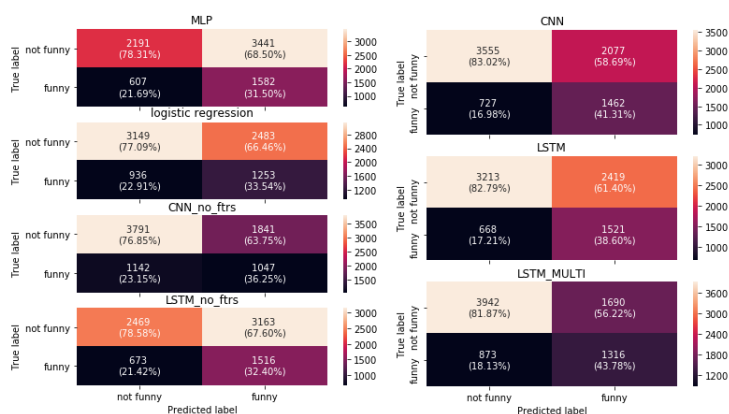 MLP
True label
not funny
2191
(78.31%)
3441
(68.50%)
funny
607
(21.69%)
1582
(31.50%)
3000
2000
1000
logistic regression
True label
not funny
3149
(77.09%)
2483
(66.46%)
funny
936
(22.91%)
1253
(33.54%)
2800
2400
2000
1600
1200
CNN_no_ftrs
True label
not funny
3791
(76.85%)
1841
(63.75%)
funny
1142
(23.15%)
1047
(36.25%)
3500
3000
2500
2000
1500
LSTM_no_ftrs
True label
not funny
2469
(78.58%)
3163
(67.60%)
funny
673
(21.42%)
1516
(32.40%)
3000
2500
2000
1500
1000
not funny
funny
Predicted label
CNN
True label
not funny
3555
(83.02%)
2077
(58.69%)
funny
727
(16.98%)
1462
(41.31%)
3500
3000
2500
2000
1500
1000
LSTM
True label
not funny
3213
(82.79%)
2419
(61.40%)
funny
668
(17.21%)
1521
(38.60%)
3000
2500
2000
1500
1000
LSTM_MULTI
True label
not funny
3942
(81.87%)
1690
(56.22%)
funny
873
(18.13%)
1316
(43.78%)
3500
3000
2500
2000
1500
1000
not funny
funny
Predicted label